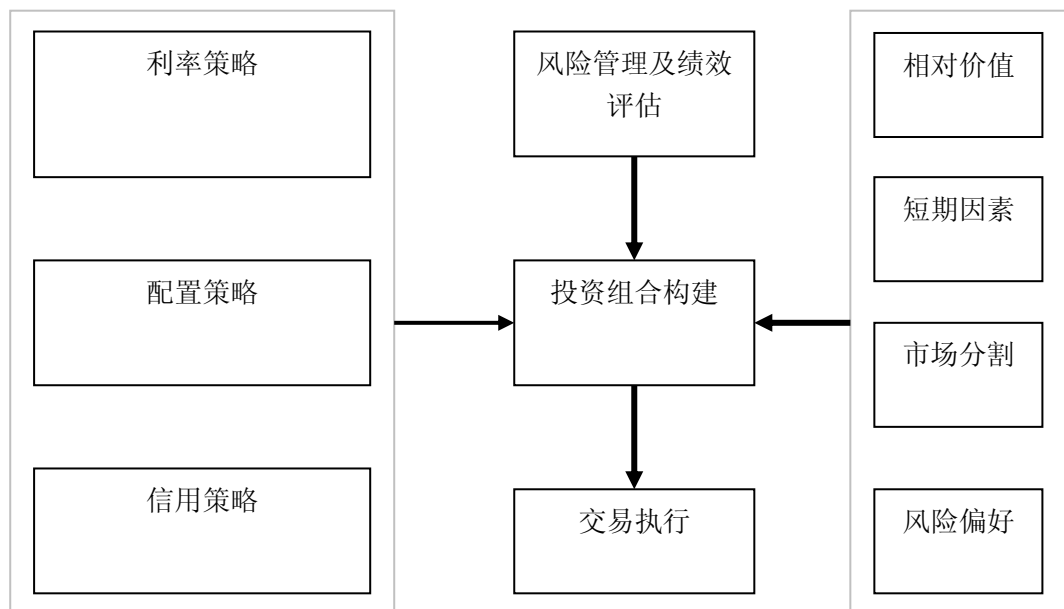 利率策略
配置策略
信用策略
风险管理及绩效
评估
投资组合构建
交易执行
相对价值
短期因素
市场分割
风险偏好